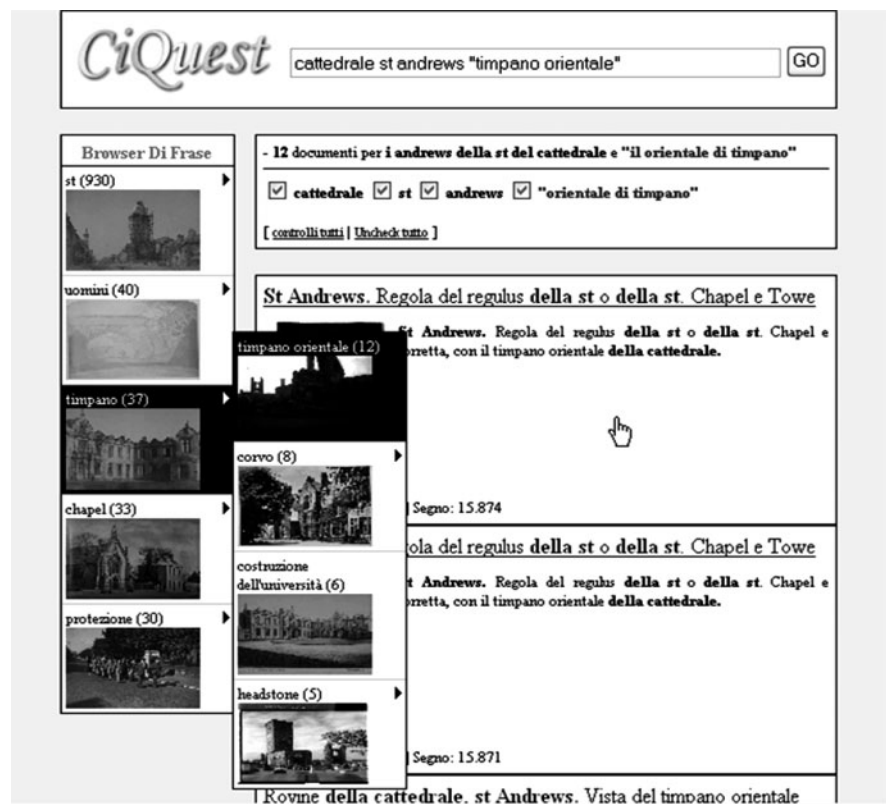 CiQuest
cattedrale st andrews "timpano orientale"
GO
Browser Di Frase
st (930)
uomini (40)
timpano (37)
chapel (33)
protezione (30)
timpano orientale (12)
corvo (8)
costruzione
dell'università (6)
headstone (5)
- 12 documenti per i andrews della st del cattedrale e "il orientale di timpano"
cattedrale st andrews "orientale di timpano"
[ controlli tutti | Uncheck tutto ]
St Andrews. Regola del regulus della st o della st. Chapel e Towe
St Andrews. Regola del regulus della st o della st. Chapel e
orretta, con il timpano orientale della cattedrale.
| Segno: 15.874
ola del regulus della st o della st. Chapel e Towe
t Andrews. Regola del regulus della st o della st. Chapel e
orretta, con il timpano orientale della cattedrale.
| Segno: 15.871
Rovine della cattedrale, st Andrews. Vista del timpano orientale